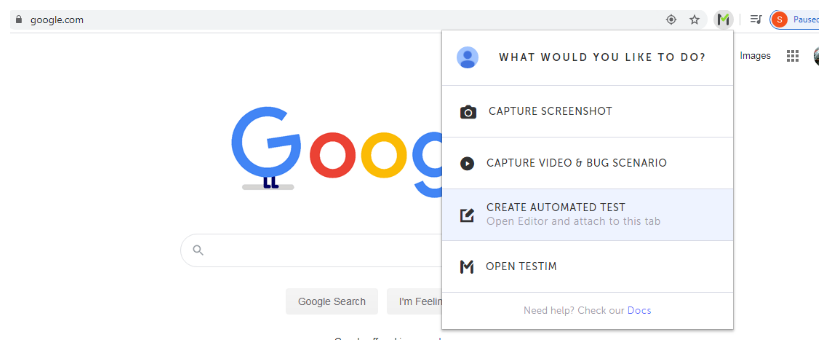 google.com
S Paused
WHAT WOULD YOU LIKE TO DO?
Images
CAPTURE SCREENSHOT
Goog
CAPTURE VIDEO & BUG SCENARIO
CREATE AUTOMATED TEST
Open Editor and attach to this tab
OPEN TESTIM
Google Search
I'm Feelin
Need help? Check our Docs